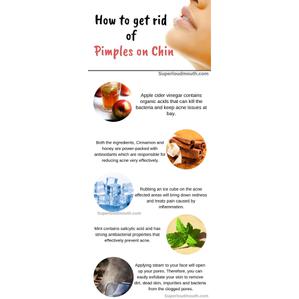 How to get rid
of
Pimples on Chin
Superloudmouth.com
Apple cider vinegar contains
organic acids that can kill the
bacteria and keep acne issues at
bay.
Both the ingredients, Cinnamon and
honey are power-packed with
antioxidants which are responsible for
reducing acne very effectively.
Rubbing an ice cube on the acne
effected areas will bring down redness
and treats pain caused by
inflammation.
Superloudmouth.com
Mint contains salicylic acid and has
strong antibacterial properties that
effectively prevent acne.
Applying steam to your face will open
up your pores. Therefore, you can
easily exfoliate your skin to remove
dirt, dead skin, impurities and bacteria
from the clogged pores.
Superloudmouth.com